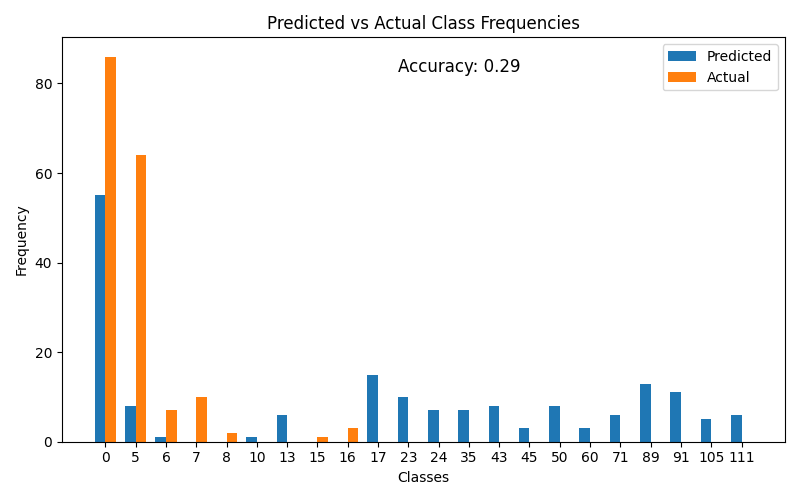 Predicted vs Actual Class Frequencies
Accuracy: 0.29
Predicted
Actual
Frequency
80
60
40
20
0
0 5 6 7 8 10 13 15 16 17 23 24 35 43 45 50 60 71 89 91 105 111
Classes